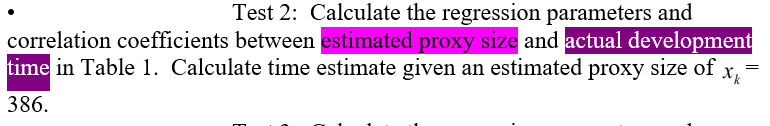 • Test 2: Calculate the regression parameters and
correlation coefficients between estimated proxy size and actual development
time in Table 1. Calculate time estimate given an estimated proxy size of xₖ =
386.